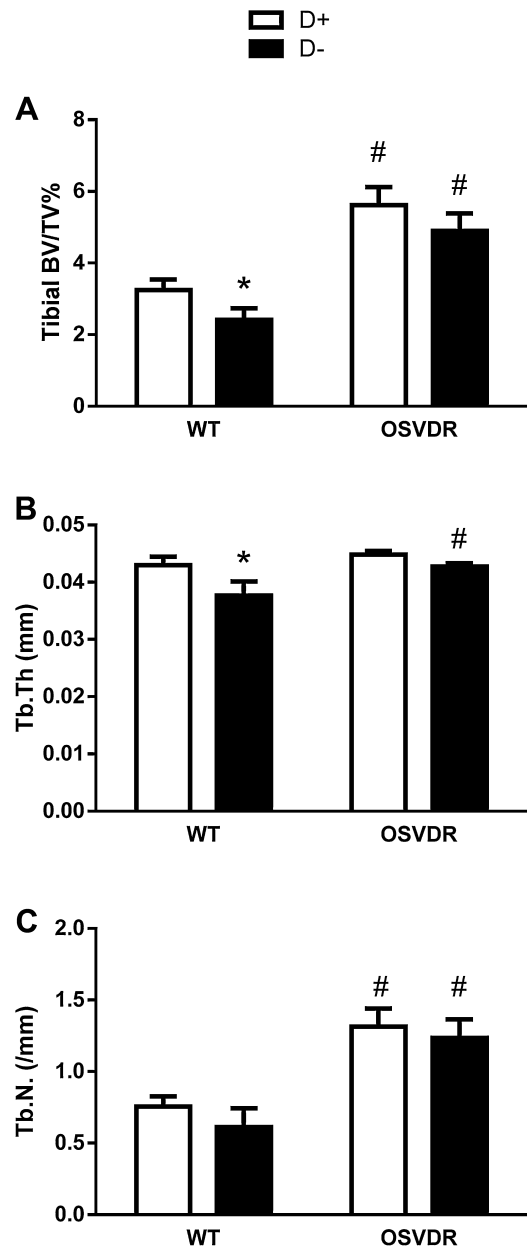 D+
D-
A
Tibial BV/TV%
8
6
4
2
0
*
#
#
WT
OSVDR
B
Tb.Th (mm)
0.05
0.04
0.03
0.02
0.01
0.00
*
#
WT
OSVDR
C
Tb.N. (/mm)
2.0
1.5
1.0
0.5
0.0
#
#
WT
OSVDR